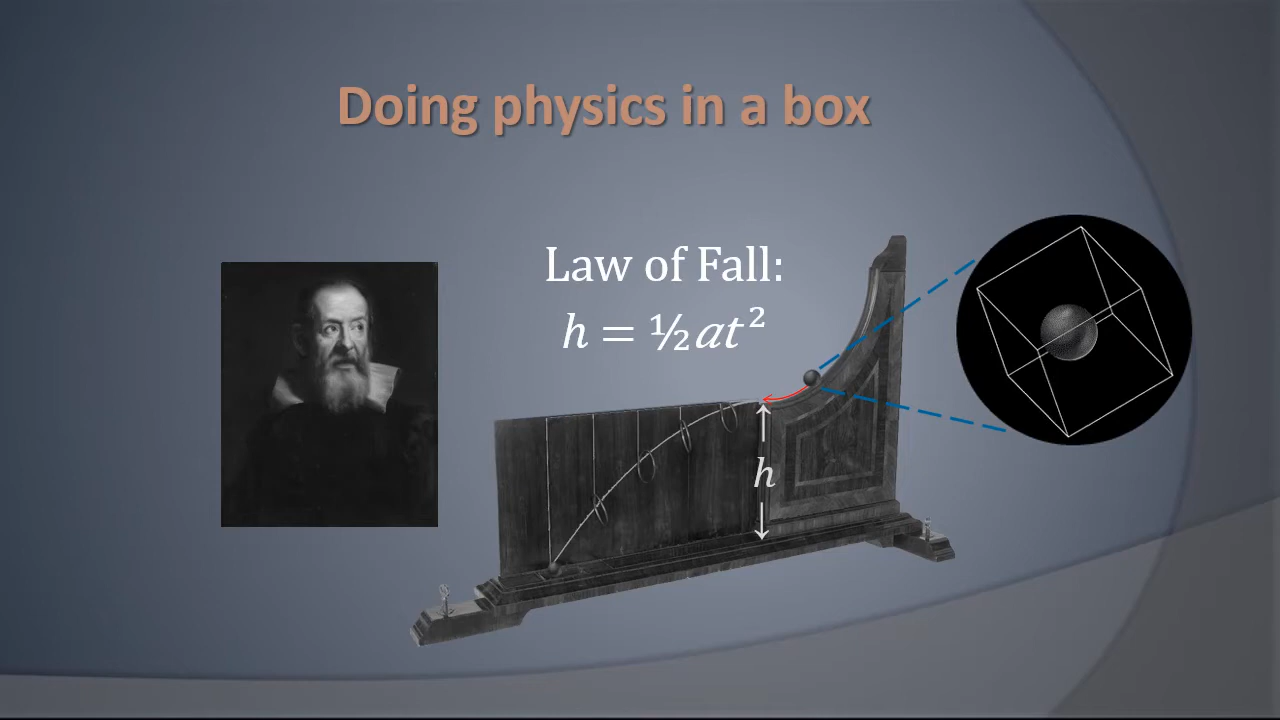 Doing physics in a box
Law of Fall:
h = ½at²
h